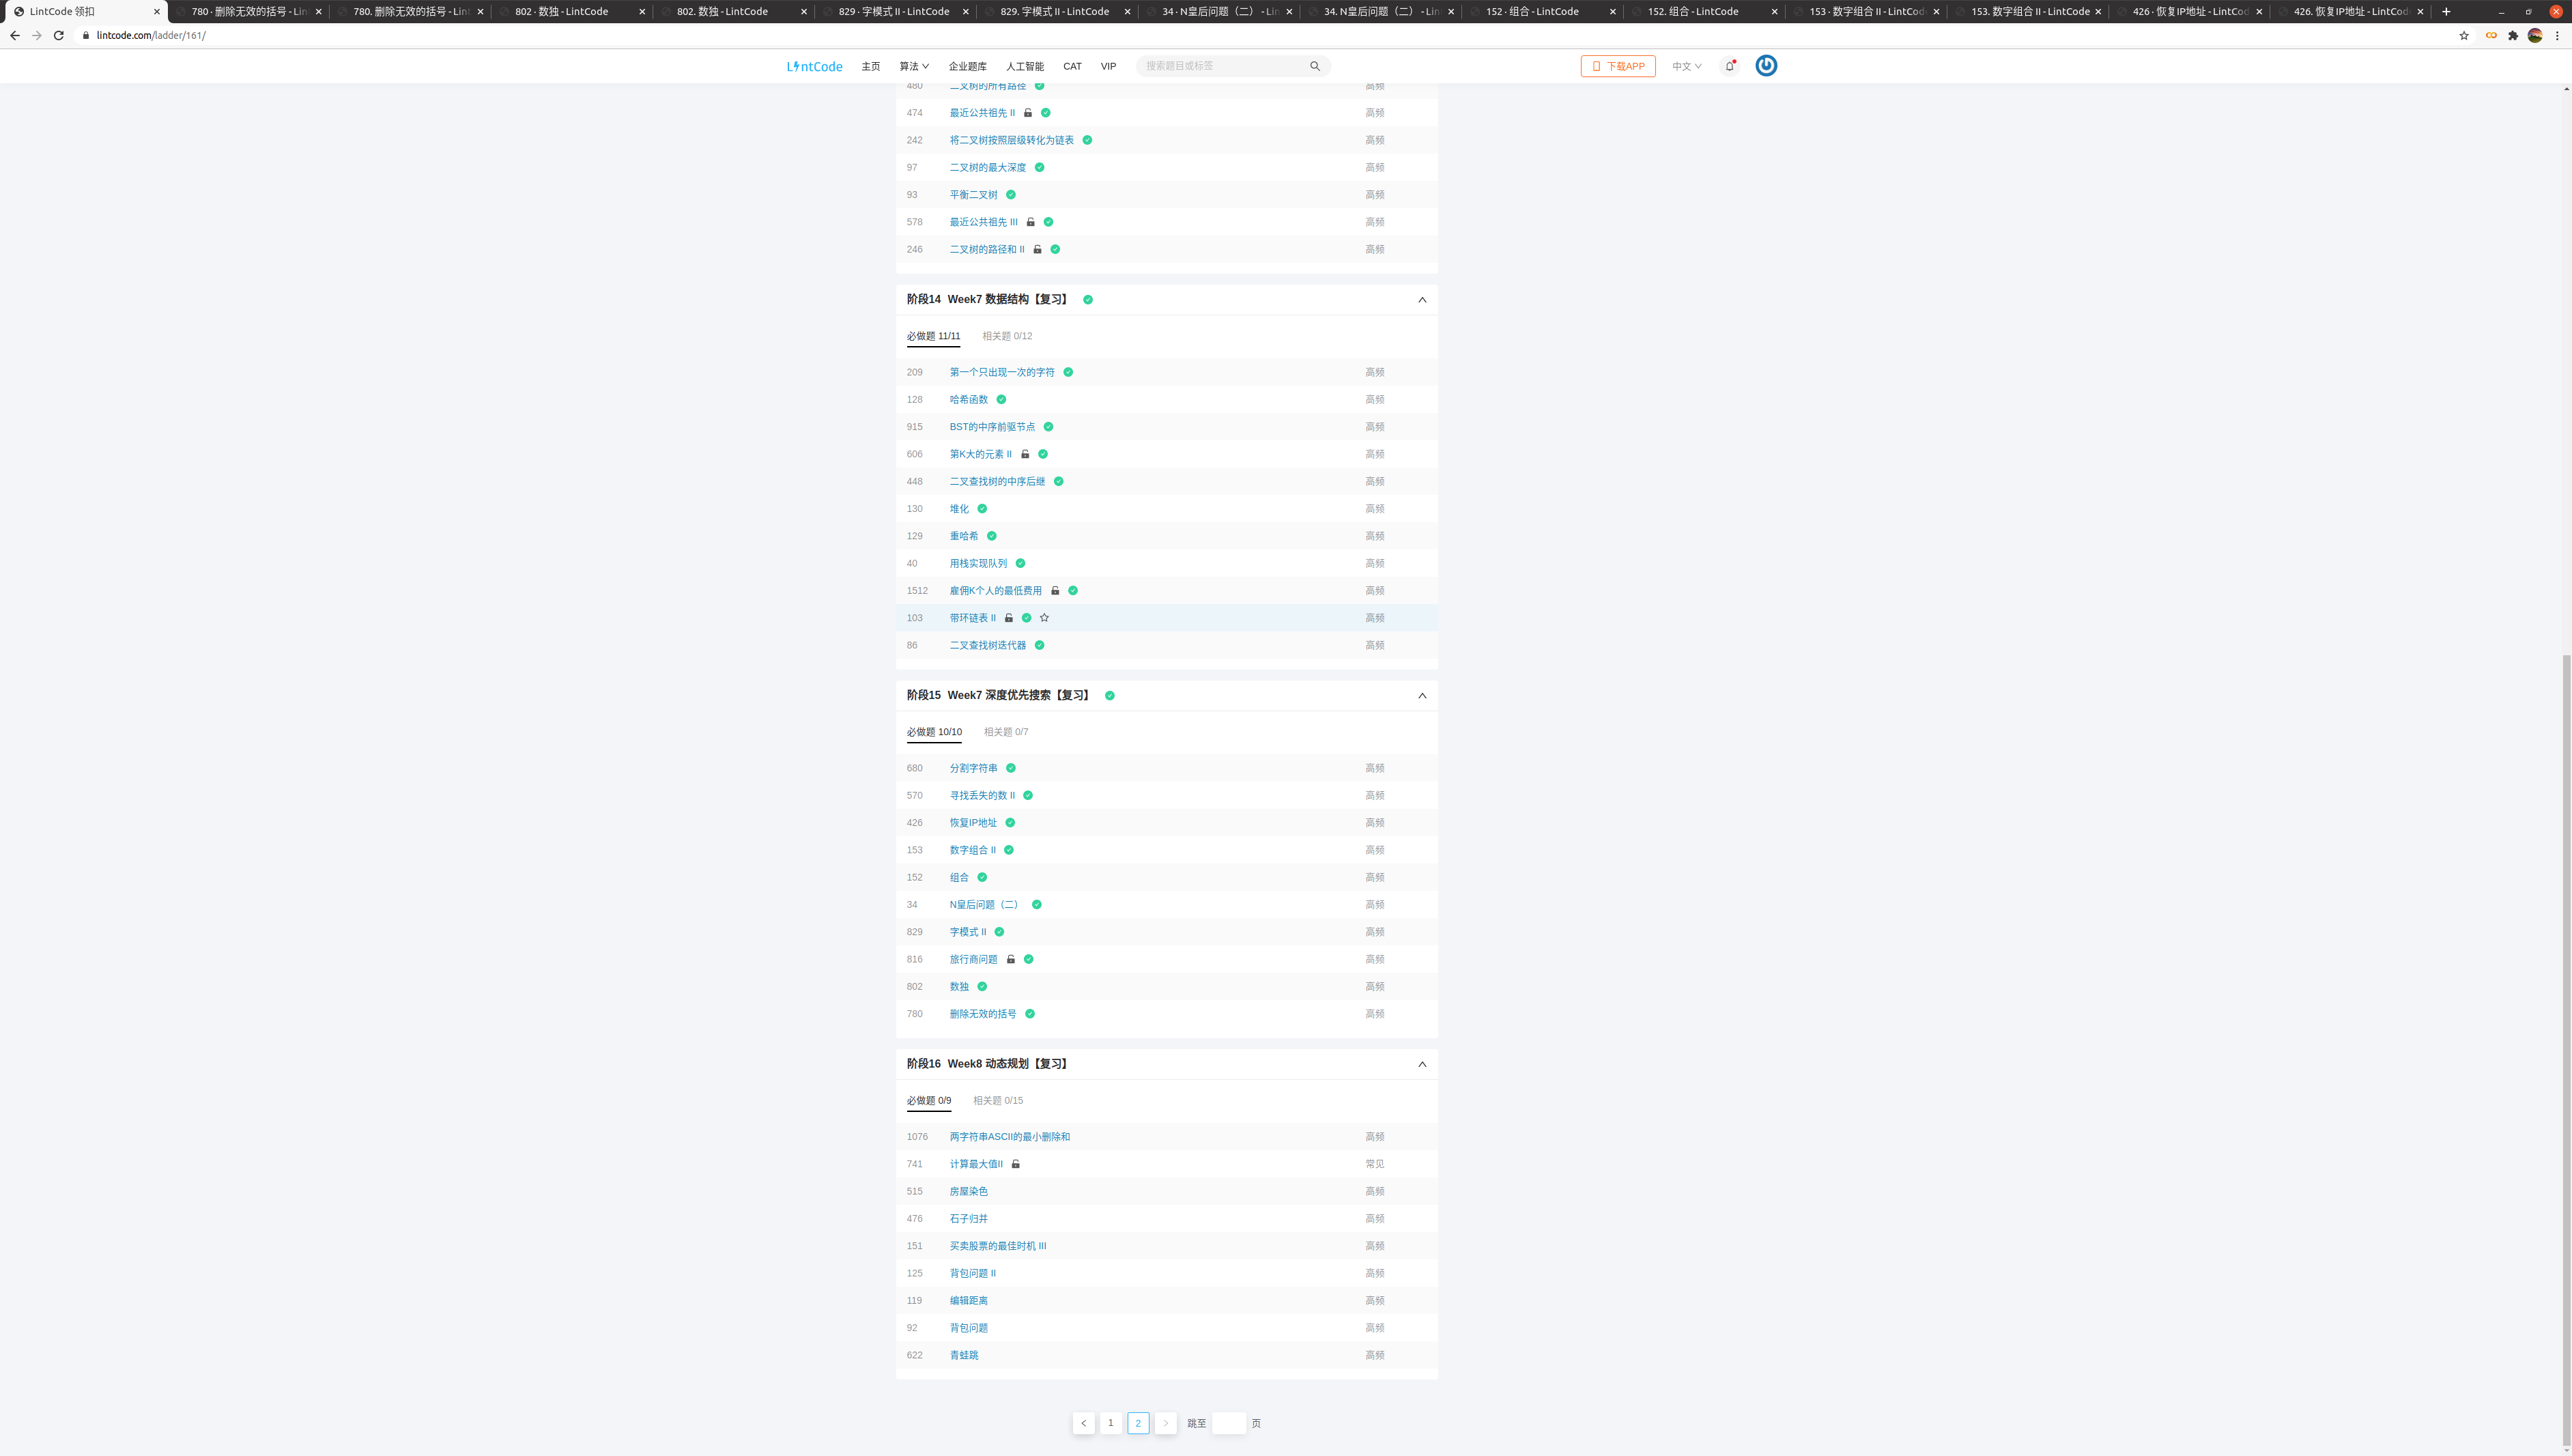 LintCode 领扣
780 · 删除无效的括号 - Lin
780. 删除无效的括号 - Lint
802 · 数独 - LintCode
802. 数独 - LintCode
829 · 字模式 II - LintCode
829. 字模式 II - LintCode
34 · N皇后问题（二） - Lin
34. N皇后问题（二） - Lin
152 · 组合 - LintCode
152. 组合 - LintCode
153 · 数字组合 II - LintCode
153. 数字组合 II - LintCode
426 · 恢复IP地址 - LintCod
426. 恢复IP地址 - LintCode
lintcode.com/ladder/161/
LintCode 主页 算法 企业题库 人工智能 CAT VIP 搜索题目或标签 下载APP 中文
480 二叉树的所有路径 高频
474 最近公共祖先 II 高频
242 将二叉树按照层级转化为链表 高频
97 二叉树的最大深度 高频
93 平衡二叉树 高频
578 最近公共祖先 III 高频
246 二叉树的路径和 II 高频
阶段14 Week7 数据结构【复习】
必做题 11/11 相关题 0/12
209 第一个只出现一次的字符 高频
128 哈希函数 高频
915 BST的中序前驱节点 高频
606 第K大的元素 II 高频
448 二叉查找树的中序后继 高频
130 堆化 高频
129 重哈希 高频
40 用栈实现队列 高频
1512 雇佣K个人的最低费用 高频
103 带环链表 II 高频
86 二叉查找树迭代器 高频
阶段15 Week7 深度优先搜索【复习】
必做题 10/10 相关题 0/7
680 分割字符串 高频
570 寻找丢失的数 II 高频
426 恢复IP地址 高频
153 数字组合 II 高频
152 组合 高频
34 N皇后问题（二） 高频
829 字模式 II 高频
816 旅行商问题 高频
802 数独 高频
780 删除无效的括号 高频
阶段16 Week8 动态规划【复习】
必做题 0/9 相关题 0/15
1076 两字符串ASCII的最小删除和 高频
741 计算最大值II 常见
515 房屋染色 高频
476 石子归并 高频
151 买卖股票的最佳时机 III 高频
125 背包问题 II 高频
119 编辑距离 高频
92 背包问题 高频
622 青蛙跳 高频
1 2 跳至 页